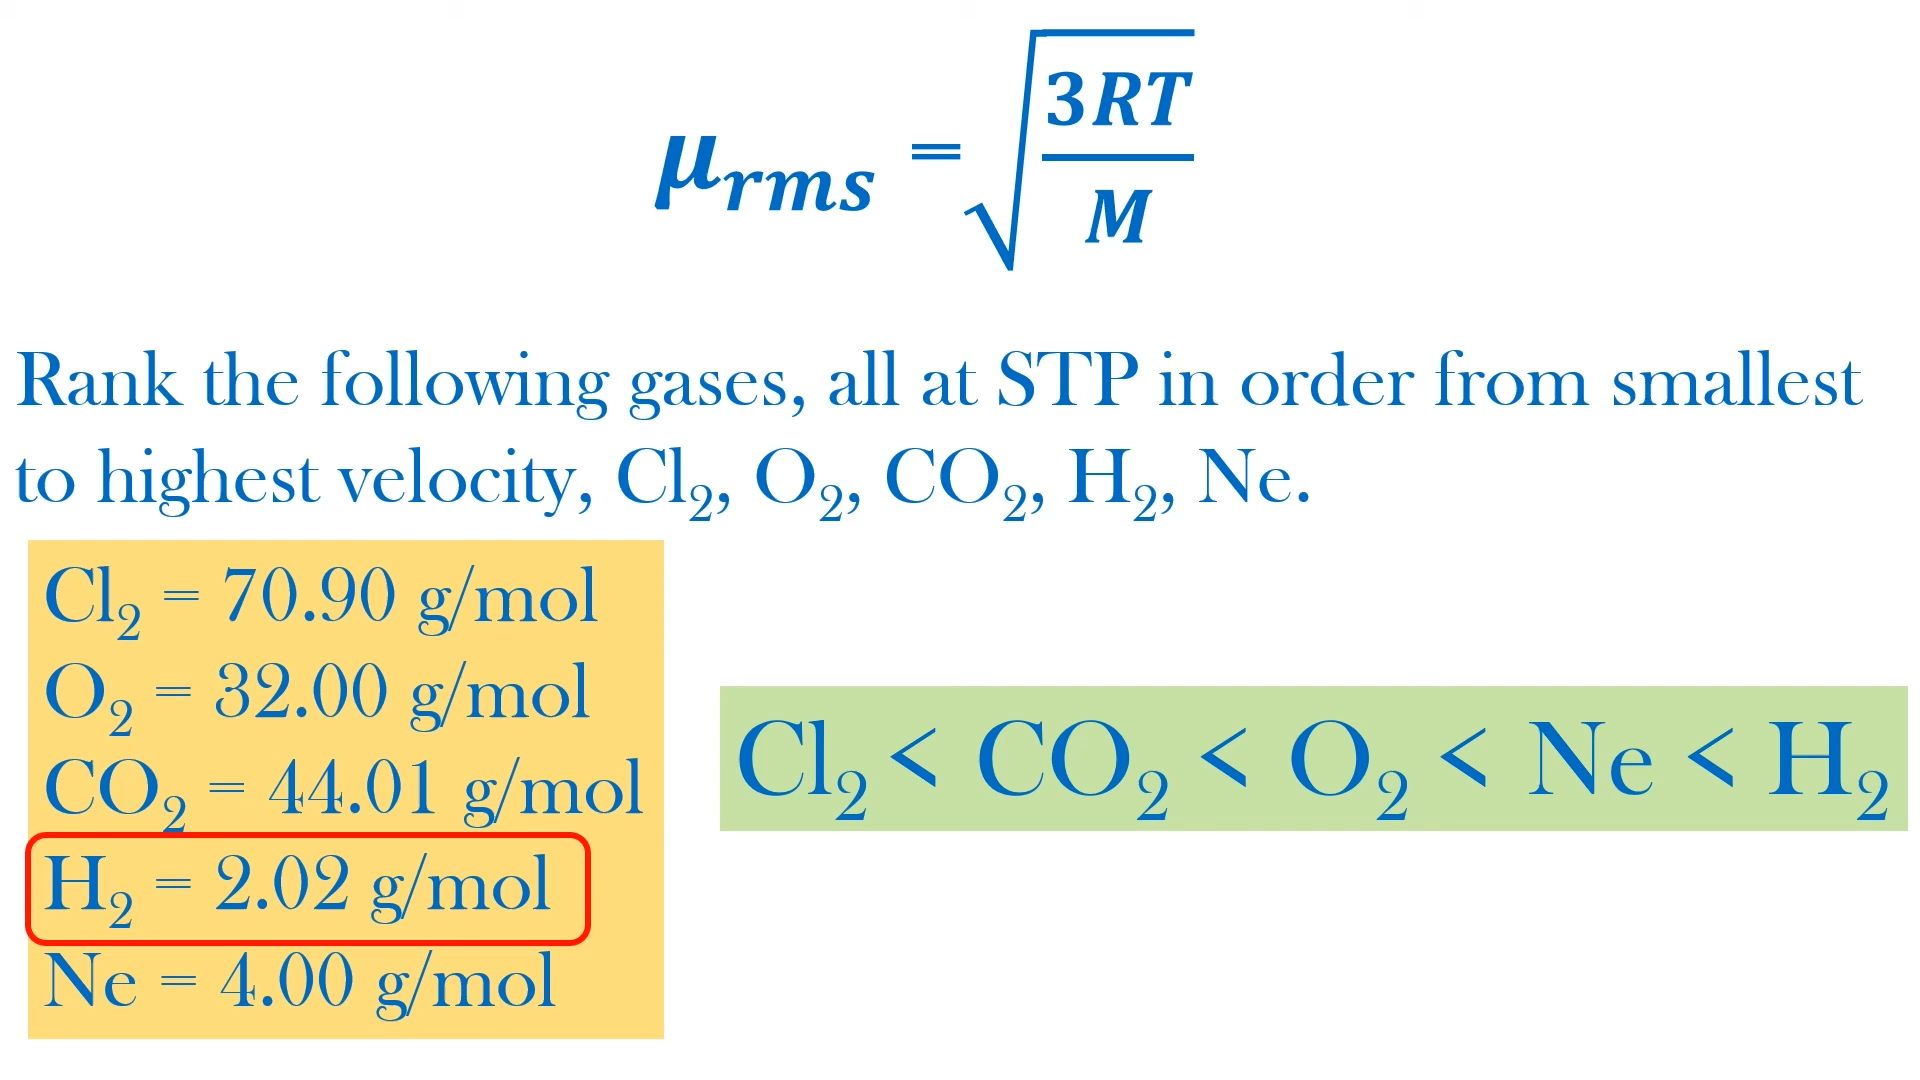 μrms = √(3RT/M)
Rank the following gases, all at STP in order from smallest
to highest velocity, Cl₂, O₂, CO₂, H₂, Ne.
Cl₂ = 70.90 g/mol
O₂ = 32.00 g/mol
CO₂ = 44.01 g/mol
H₂ = 2.02 g/mol
Ne = 4.00 g/mol
Cl₂ < CO₂ < O₂ < Ne < H₂